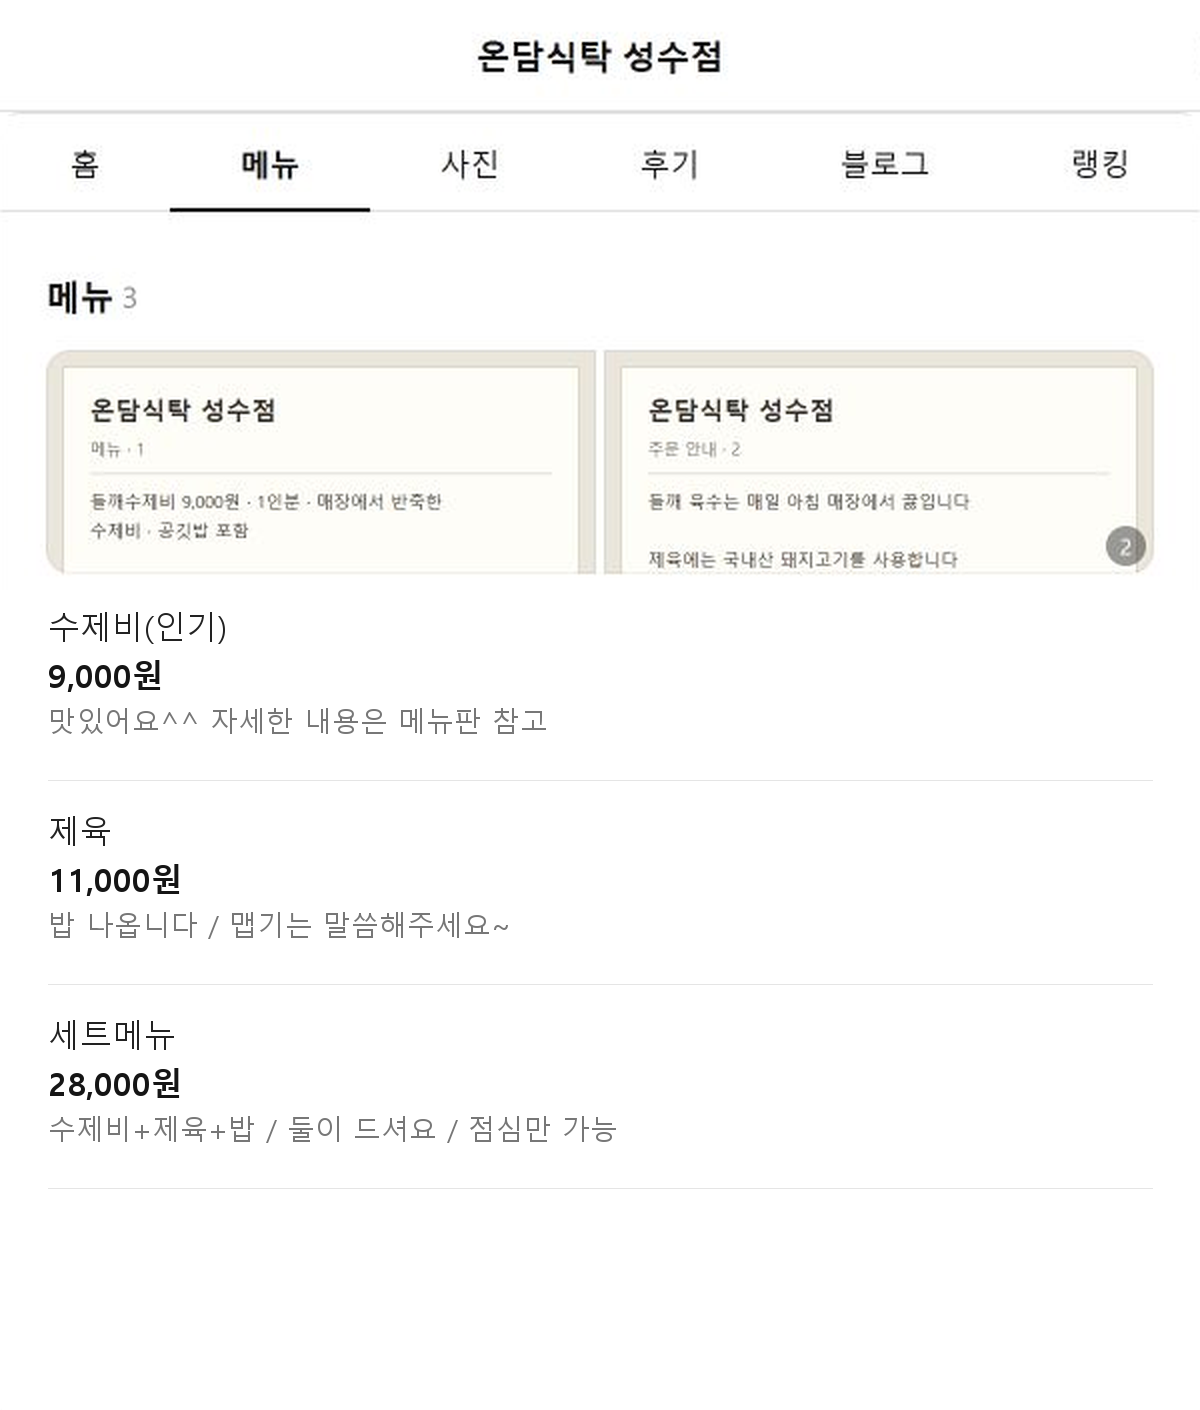 온담식탁 성수점
홈 메뉴 사진 후기 블로그 랭킹
메뉴 3
온담식탁 성수점
메뉴 · 1
들깨수제비 9,000원 · 1인분 · 매장에서 반죽한
수제비 · 공깃밥 포함
온담식탁 성수점
주문 안내 · 2
들깨 육수는 매일 아침 매장에서 끓입니다
제육에는 국내산 돼지고기를 사용합니다
2
수제비(인기)
9,000원
맛있어요^^ 자세한 내용은 메뉴판 참고
제육
11,000원
밥 나옵니다 / 맵기는 말씀해주세요~
세트메뉴
28,000원
수제비+제육+밥 / 둘이 드셔요 / 점심만 가능